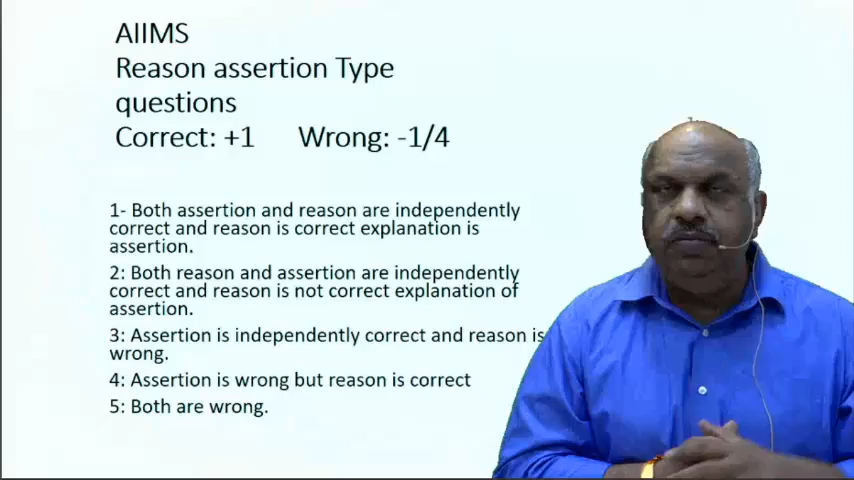 AIIMS
Reason assertion Type
questions
Correct: +1 Wrong: -1/4
1- Both assertion and reason are independently
correct and reason is correct explanation is
assertion.
2: Both reason and assertion are independently
correct and reason is not correct explanation of
assertion.
3: Assertion is independently correct and reason is
wrong.
4: Assertion is wrong but reason is correct
5: Both are wrong.